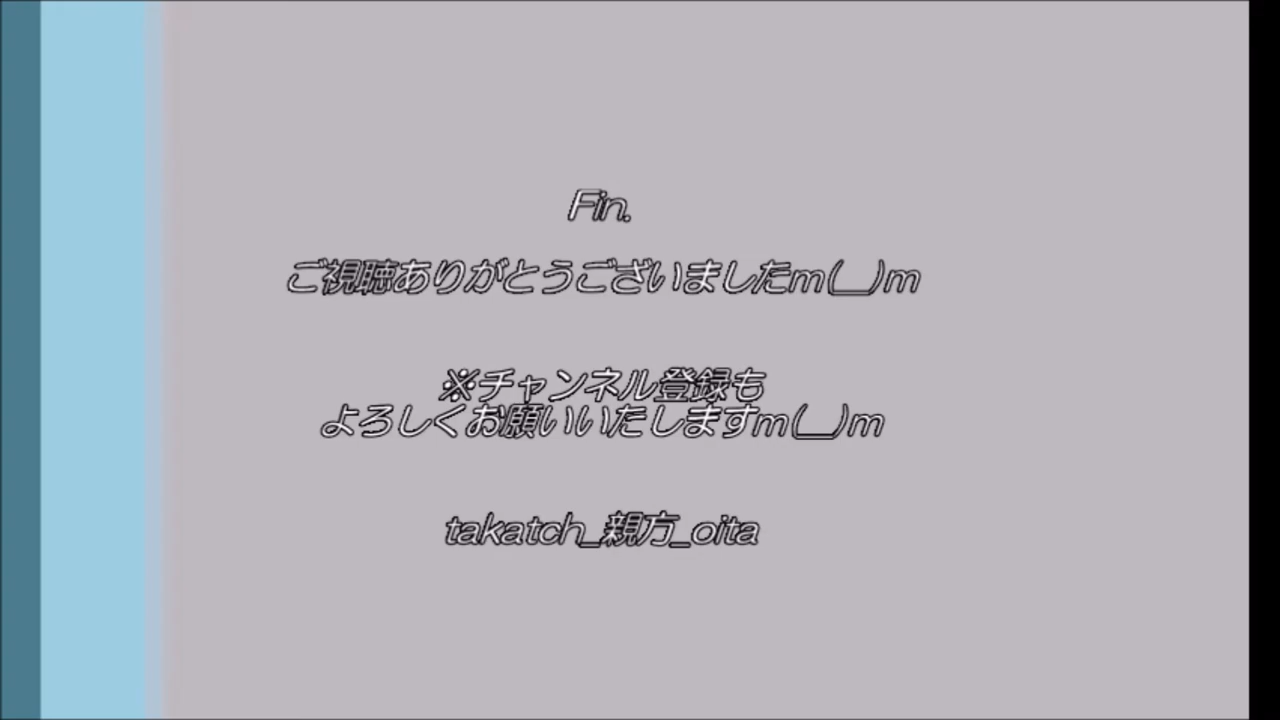 Fin.
ご視聴ありがとうございましたm(__)m
※チャンネル登録も
よろしくお願いいたしますm(__)m
takatch_親方_oita